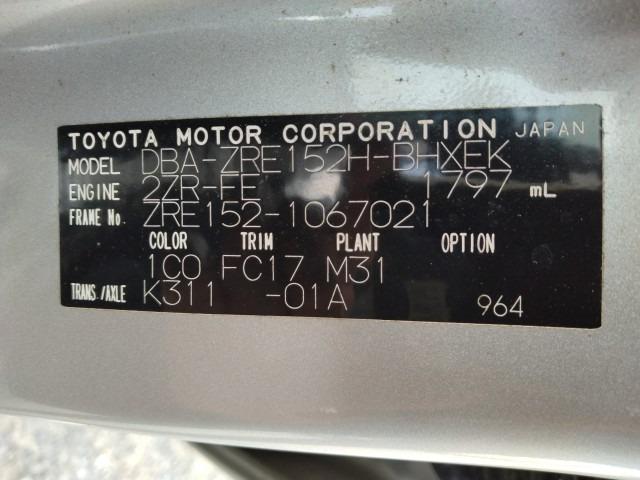 TOYOTA MOTOR CORPORATION JAPAN
MODEL DBA-ZRE152H-BHXEK
ENGINE 2ZR-FE 1797 mL
FRAME No. ZRE152-1067021
COLOR TRIM PLANT OPTION
1C0 FC17 M31
TRANS./AXLE K311 -01A
964